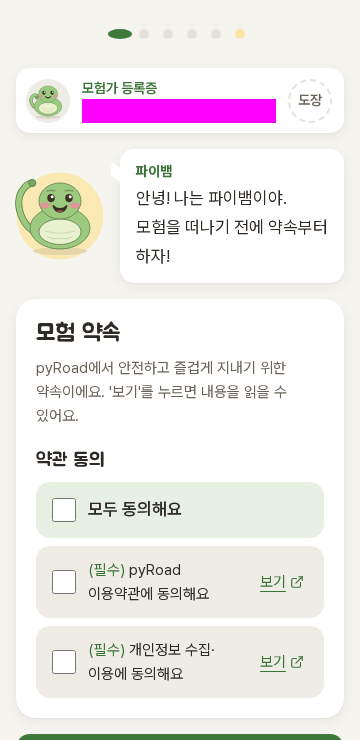 모험가 등록증
도장
파이뱀
안녕! 나는 파이뱀이야.
모험을 떠나기 전에 약속부터
하자!
모험 약속
pyRoad에서 안전하고 즐겁게 지내기 위한
약속이에요. '보기'를 누르면 내용을 읽을 수
있어요.
약관 동의
모두 동의해요
(필수) pyRoad
이용약관에 동의해요
보기
(필수) 개인정보 수집·
이용에 동의해요
보기